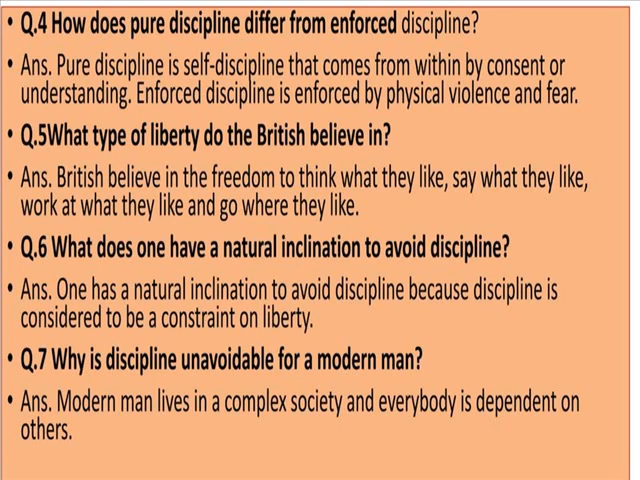 • Q.4 How does pure discipline differ from enforced discipline?
• Ans. Pure discipline is self-discipline that comes from within by consent or
understanding. Enforced discipline is enforced by physical violence and fear.
• Q.5What type of liberty do the British believe in?
• Ans. British believe in the freedom to think what they like, say what they like,
work at what they like and go where they like.
• Q.6 What does one have a natural inclination to avoid discipline?
• Ans. One has a natural inclination to avoid discipline because discipline is
considered to be a constraint on liberty.
• Q.7 Why is discipline unavoidable for a modern man?
• Ans. Modern man lives in a complex society and everybody is dependent on
others.